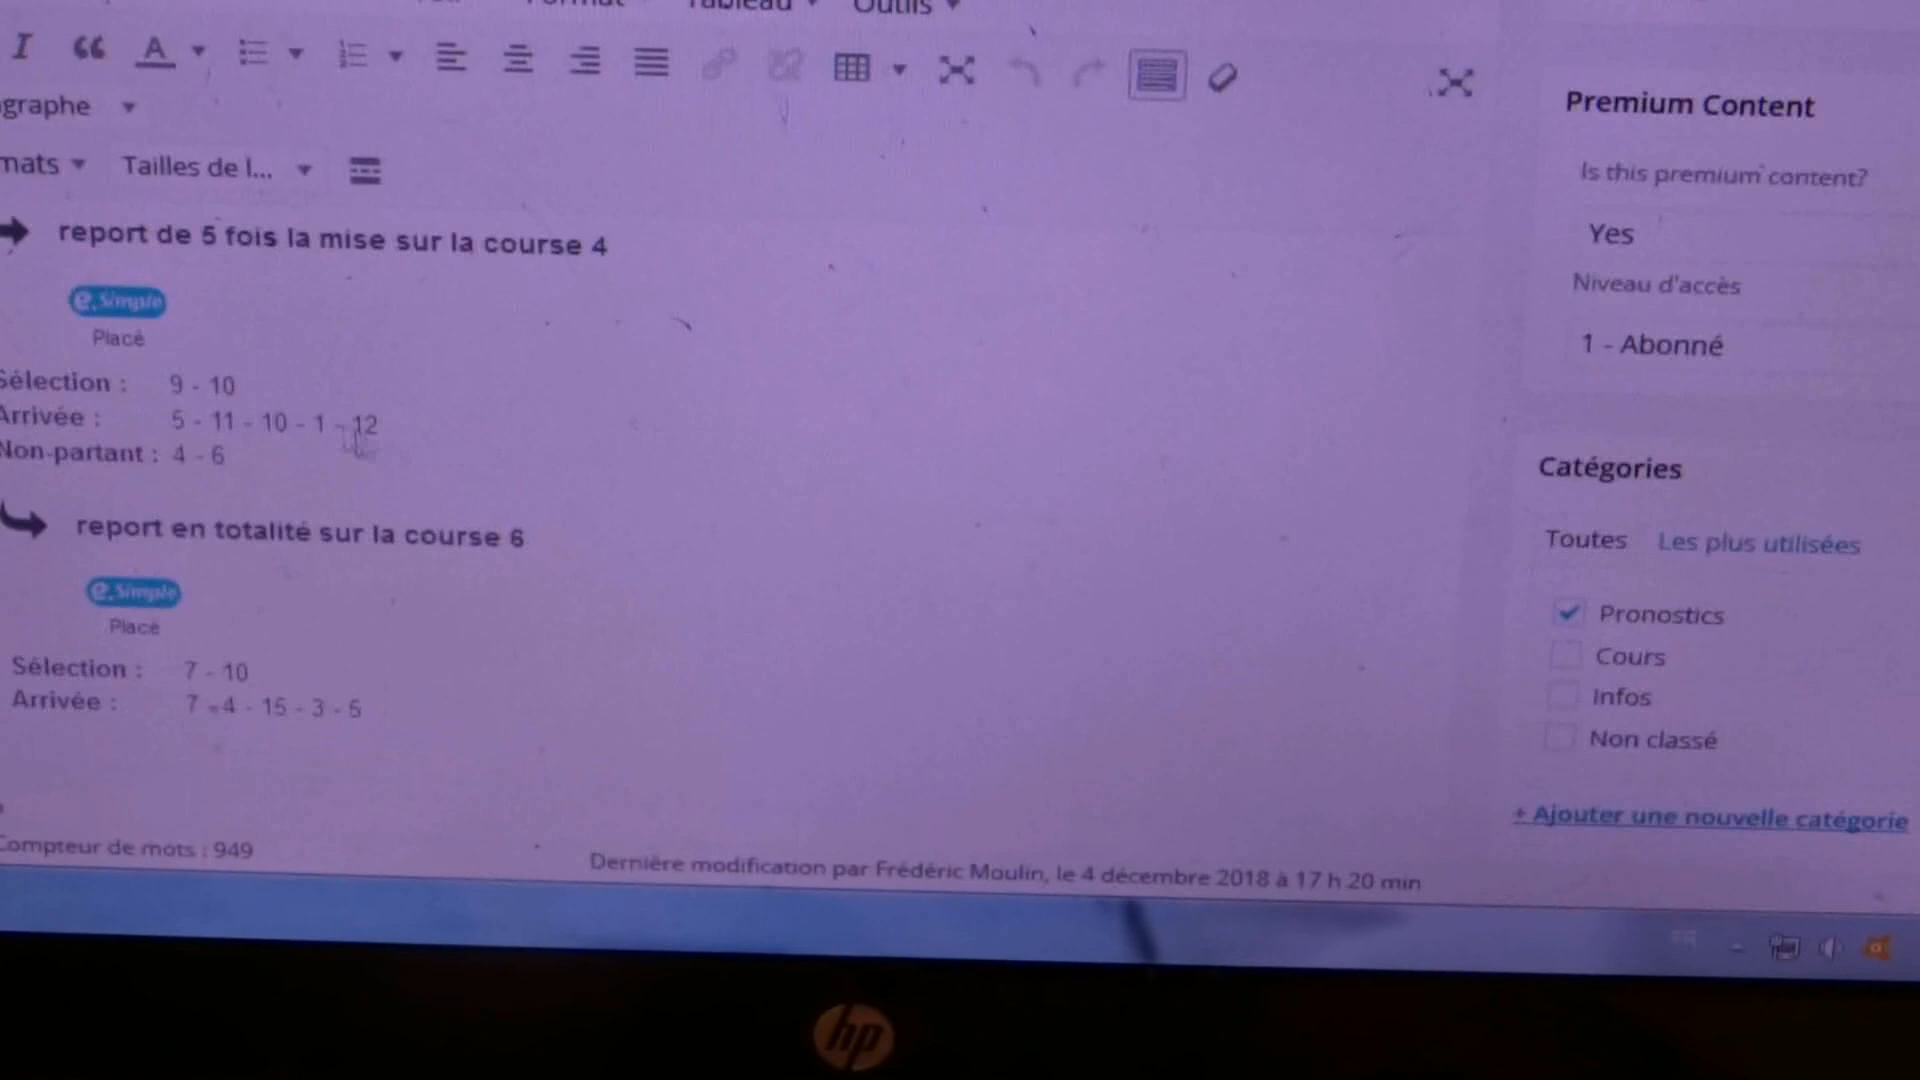 Format Tableau Outils
graphe
mats Tailles de l...
report de 5 fois la mise sur la course 4
e.Simple
Placé
Sélection : 9 - 10
Arrivée : 5 - 11 - 10 - 1 - 12
Non-partant : 4 - 6
report en totalité sur la course 6
e.Simple
Placé
Sélection : 7 - 10
Arrivée : 7 - 4 - 15 - 3 - 5
Compteur de mots : 949
Dernière modification par Frédéric Moulin, le 4 décembre 2018 à 17 h 20 min
Premium Content
Is this premium content?
Yes
Niveau d'accès
1 - Abonné
Catégories
Toutes Les plus utilisées
Pronostics
Cours
Infos
Non classé
+ Ajouter une nouvelle catégorie
hp